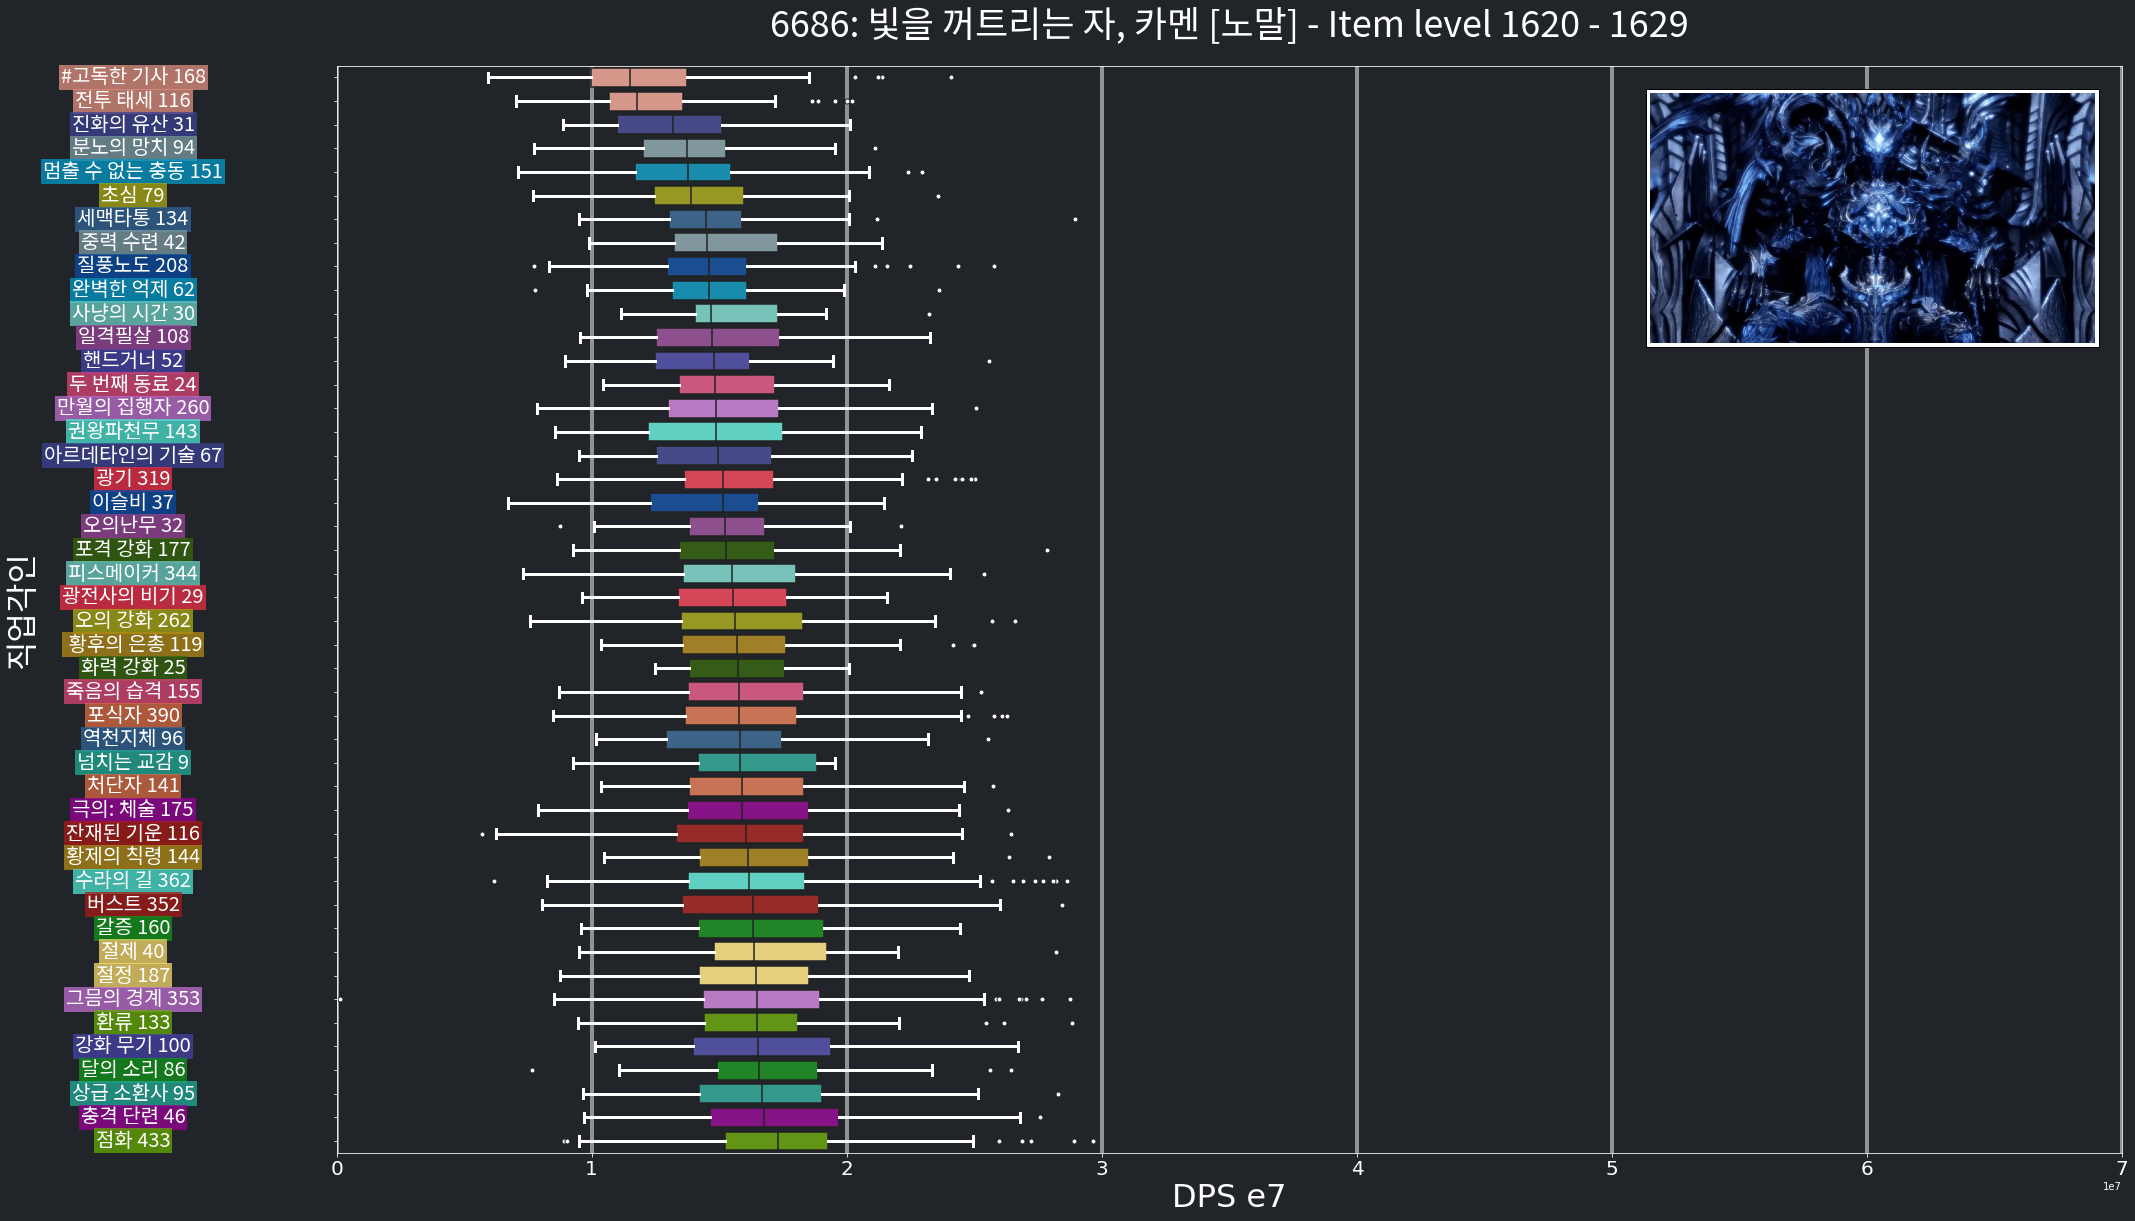 6686: 빛을 꺼트리는 자, 카멘 [노말] - Item level 1620 - 1629
#고독한 기사 168
전투 태세 116
진화의 유산 31
분노의 망치 94
멈출 수 없는 충동 151
초심 79
세맥타통 134
중력 수련 42
질풍노도 208
완벽한 억제 62
사냥의 시간 30
일격필살 108
핸드거너 52
두 번째 동료 24
만월의 집행자 260
권왕파천무 143
아르데타인의 기술 67
광기 319
이슬비 37
오의난무 32
포격 강화 177
피스메이커 344
광전사의 비기 29
오의 강화 262
황후의 은총 119
화력 강화 25
죽음의 습격 155
포식자 390
역천지체 96
넘치는 교감 9
처단자 141
극의: 체술 175
잔재된 기운 116
황제의 칙령 144
수라의 길 362
버스트 352
갈증 160
절제 40
절정 187
그믐의 경계 353
환류 133
강화 무기 100
달의 소리 86
상급 소환사 95
충격 단련 46
점화 433
직업각인
0 1 2 3 4 5 6 7
1e7
DPS e7